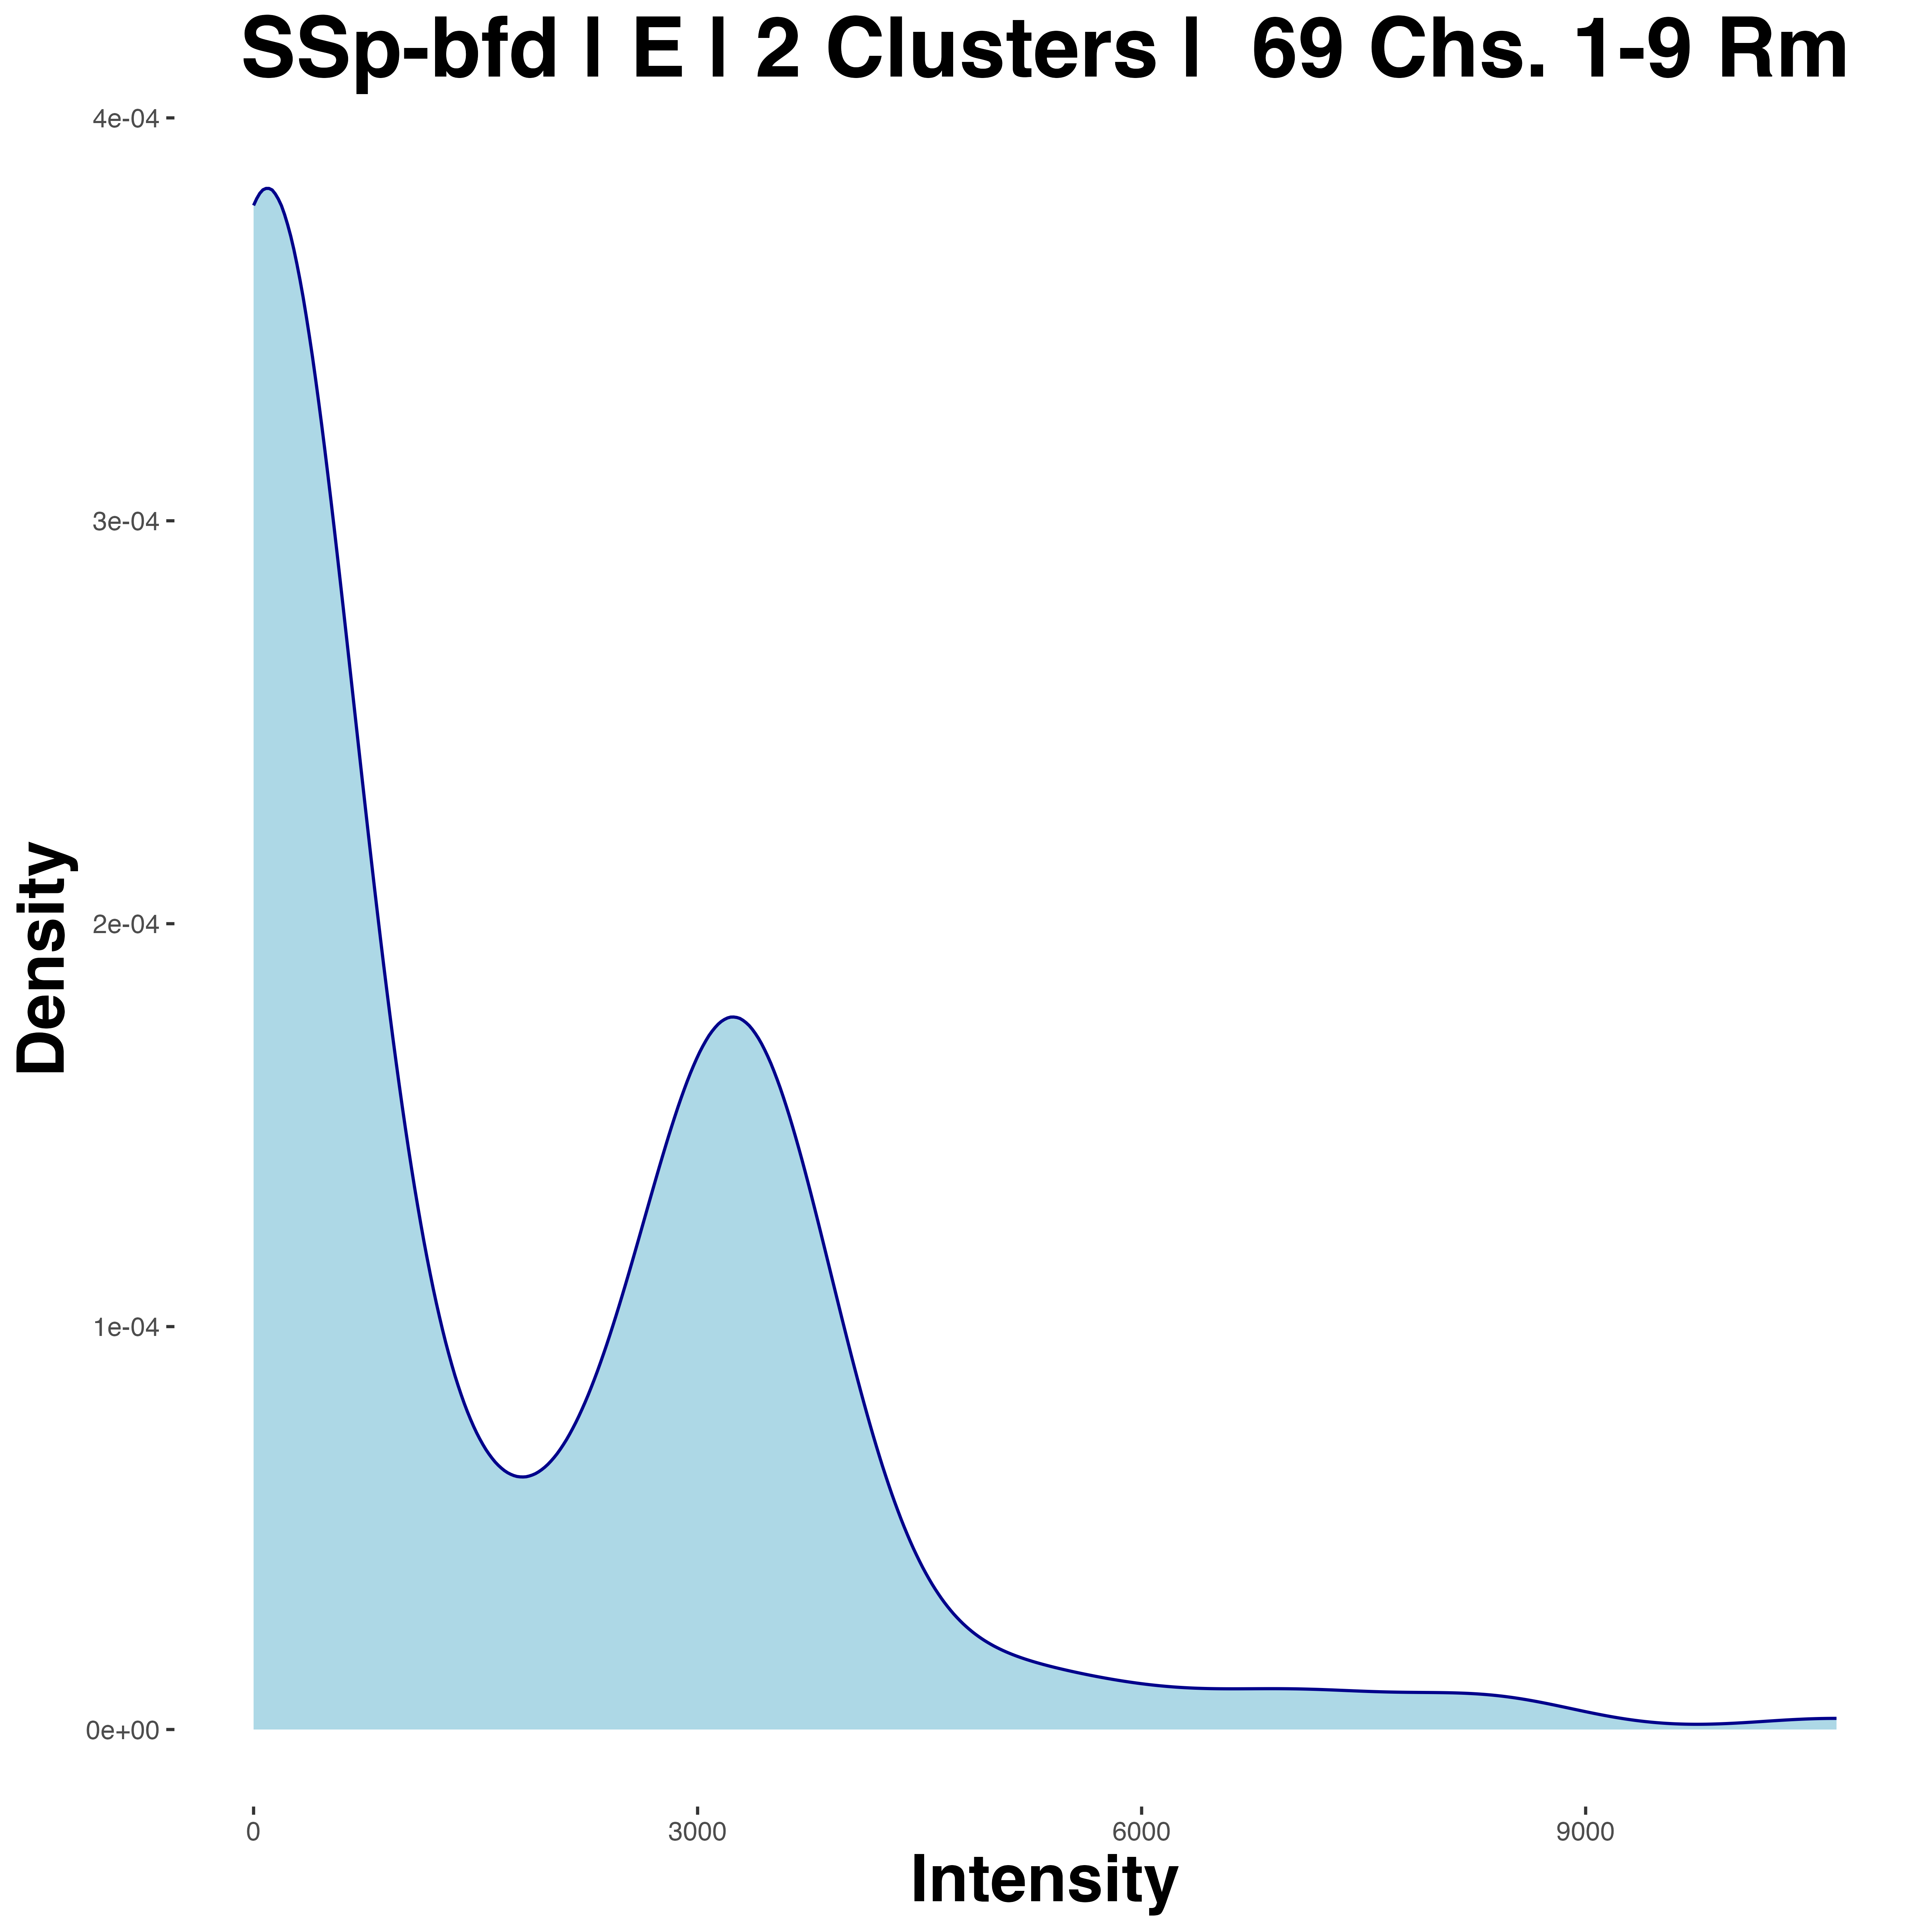 SSp-bfd | E | 2 Clusters | 69 Chs. 1-9 Rm
4e-04
3e-04
2e-04
1e-04
0e+00
Density
0 3000 6000 9000
Intensity